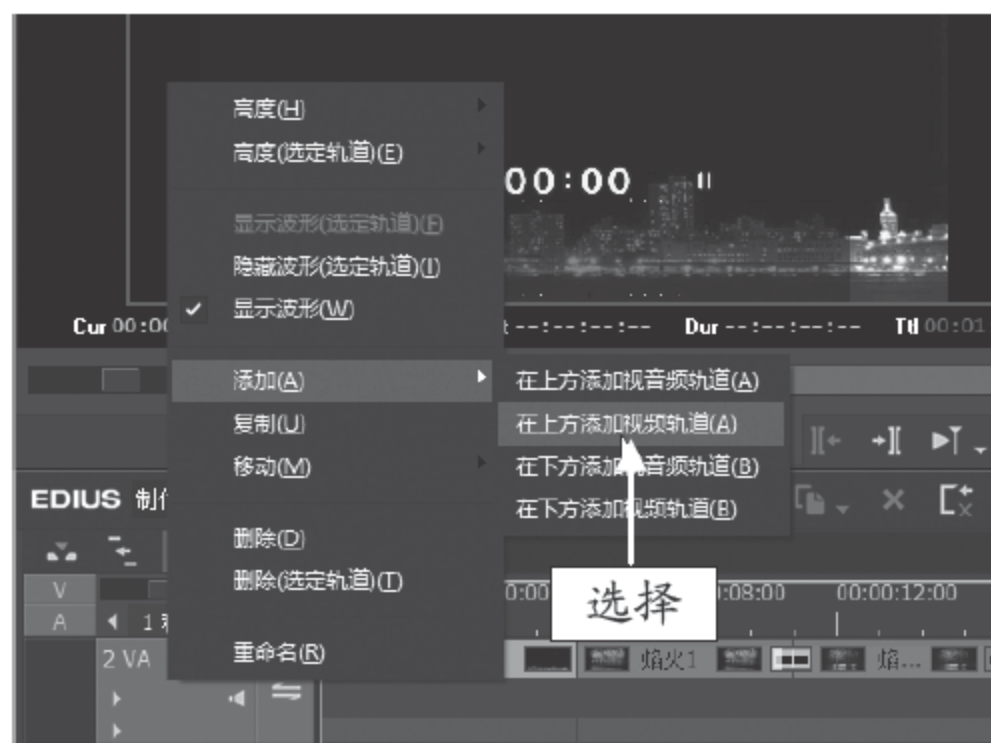 高度(H)
高度(选定轨道)(E)
00:00
显示波形(选定轨道)(F)
隐藏波形(选定轨道)(I)
显示波形(W)
Cur 00:00
--:--:--:-- Dur --:--:--:-- Ttl 00:01
添加(A)
在上方添加视音频轨道(A)
复制(U)
在上方添加视频轨道(A)
移动(M)
在下方添加视音频轨道(B)
EDIUS
在下方添加视频轨道(B)
删除(D)
删除(选定轨道)(T)
选择
V
0:00
:08:00
00:00:12:00
A
1
2 VA
重命名(R)
焰火1
焰...